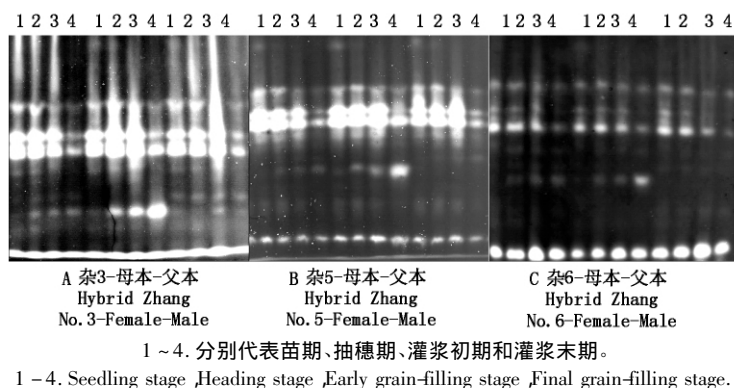 1 2 3 4 1 2 3 4 1 2 3 4 1 2 3 4 1 2 3 4 1 2 3 4 1 2 3 4 1 2 3 4 1 2 3 4
A 杂3-母本-父本 B 杂5-母本-父本 C 杂6-母本-父本
Hybrid Zhang Hybrid Zhang Hybrid Zhang
No.3-Female-Male No.5-Female-Male No.6-Female-Male
1 ~ 4. 分别代表苗期、抽穗期、灌浆初期和灌浆末期。
1 - 4. Seedling stage ,Heading stage ,Early grain-filling stage ,Final grain-filling stage.